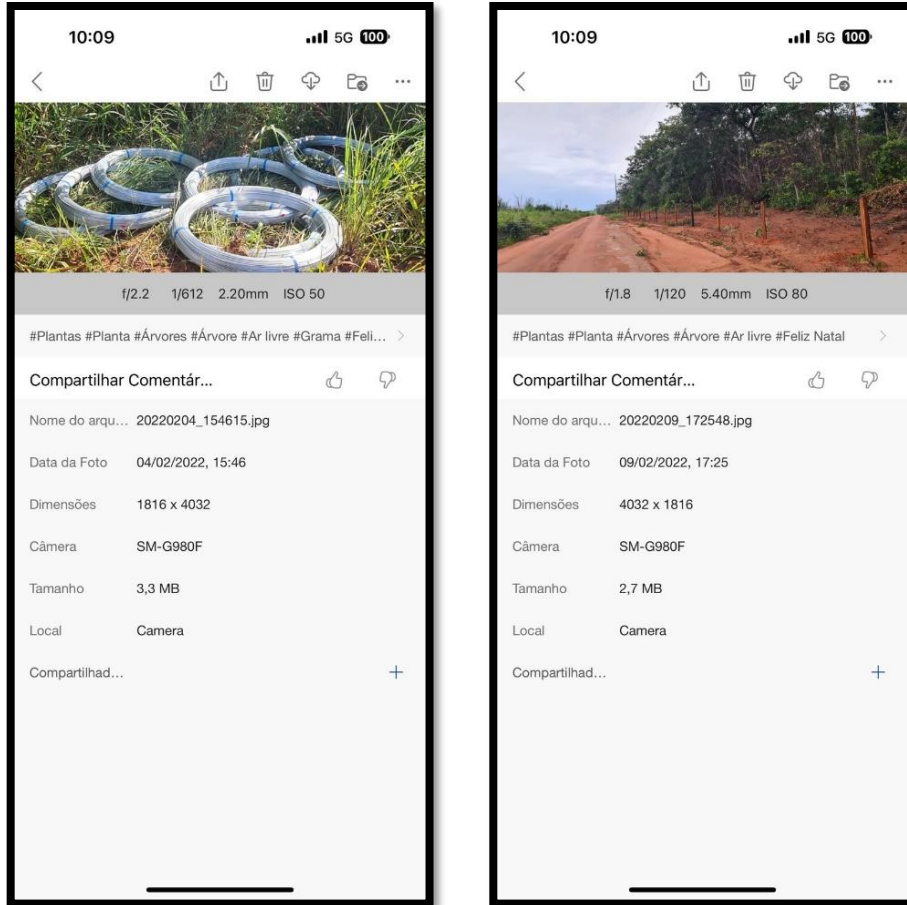 10:09
5G 100
f/2.2 1/612 2.20mm ISO 50
#Plantas #Planta #Árvores #Árvore #Ar livre #Grama #Feli...
Compartilhar Comentár...
Nome do arqu... 20220204_154615.jpg
Data da Foto 04/02/2022, 15:46
Dimensões 1816 x 4032
Câmera SM-G980F
Tamanho 3,3 MB
Local Camera
Compartilhad...
10:09
5G 100
f/1.8 1/120 5.40mm ISO 80
#Plantas #Planta #Árvores #Árvore #Ar livre #Feliz Natal
Compartilhar Comentár...
Nome do arqu... 20220209_172548.jpg
Data da Foto 09/02/2022, 17:25
Dimensões 4032 x 1816
Câmera SM-G980F
Tamanho 2,7 MB
Local Camera
Compartilhad...